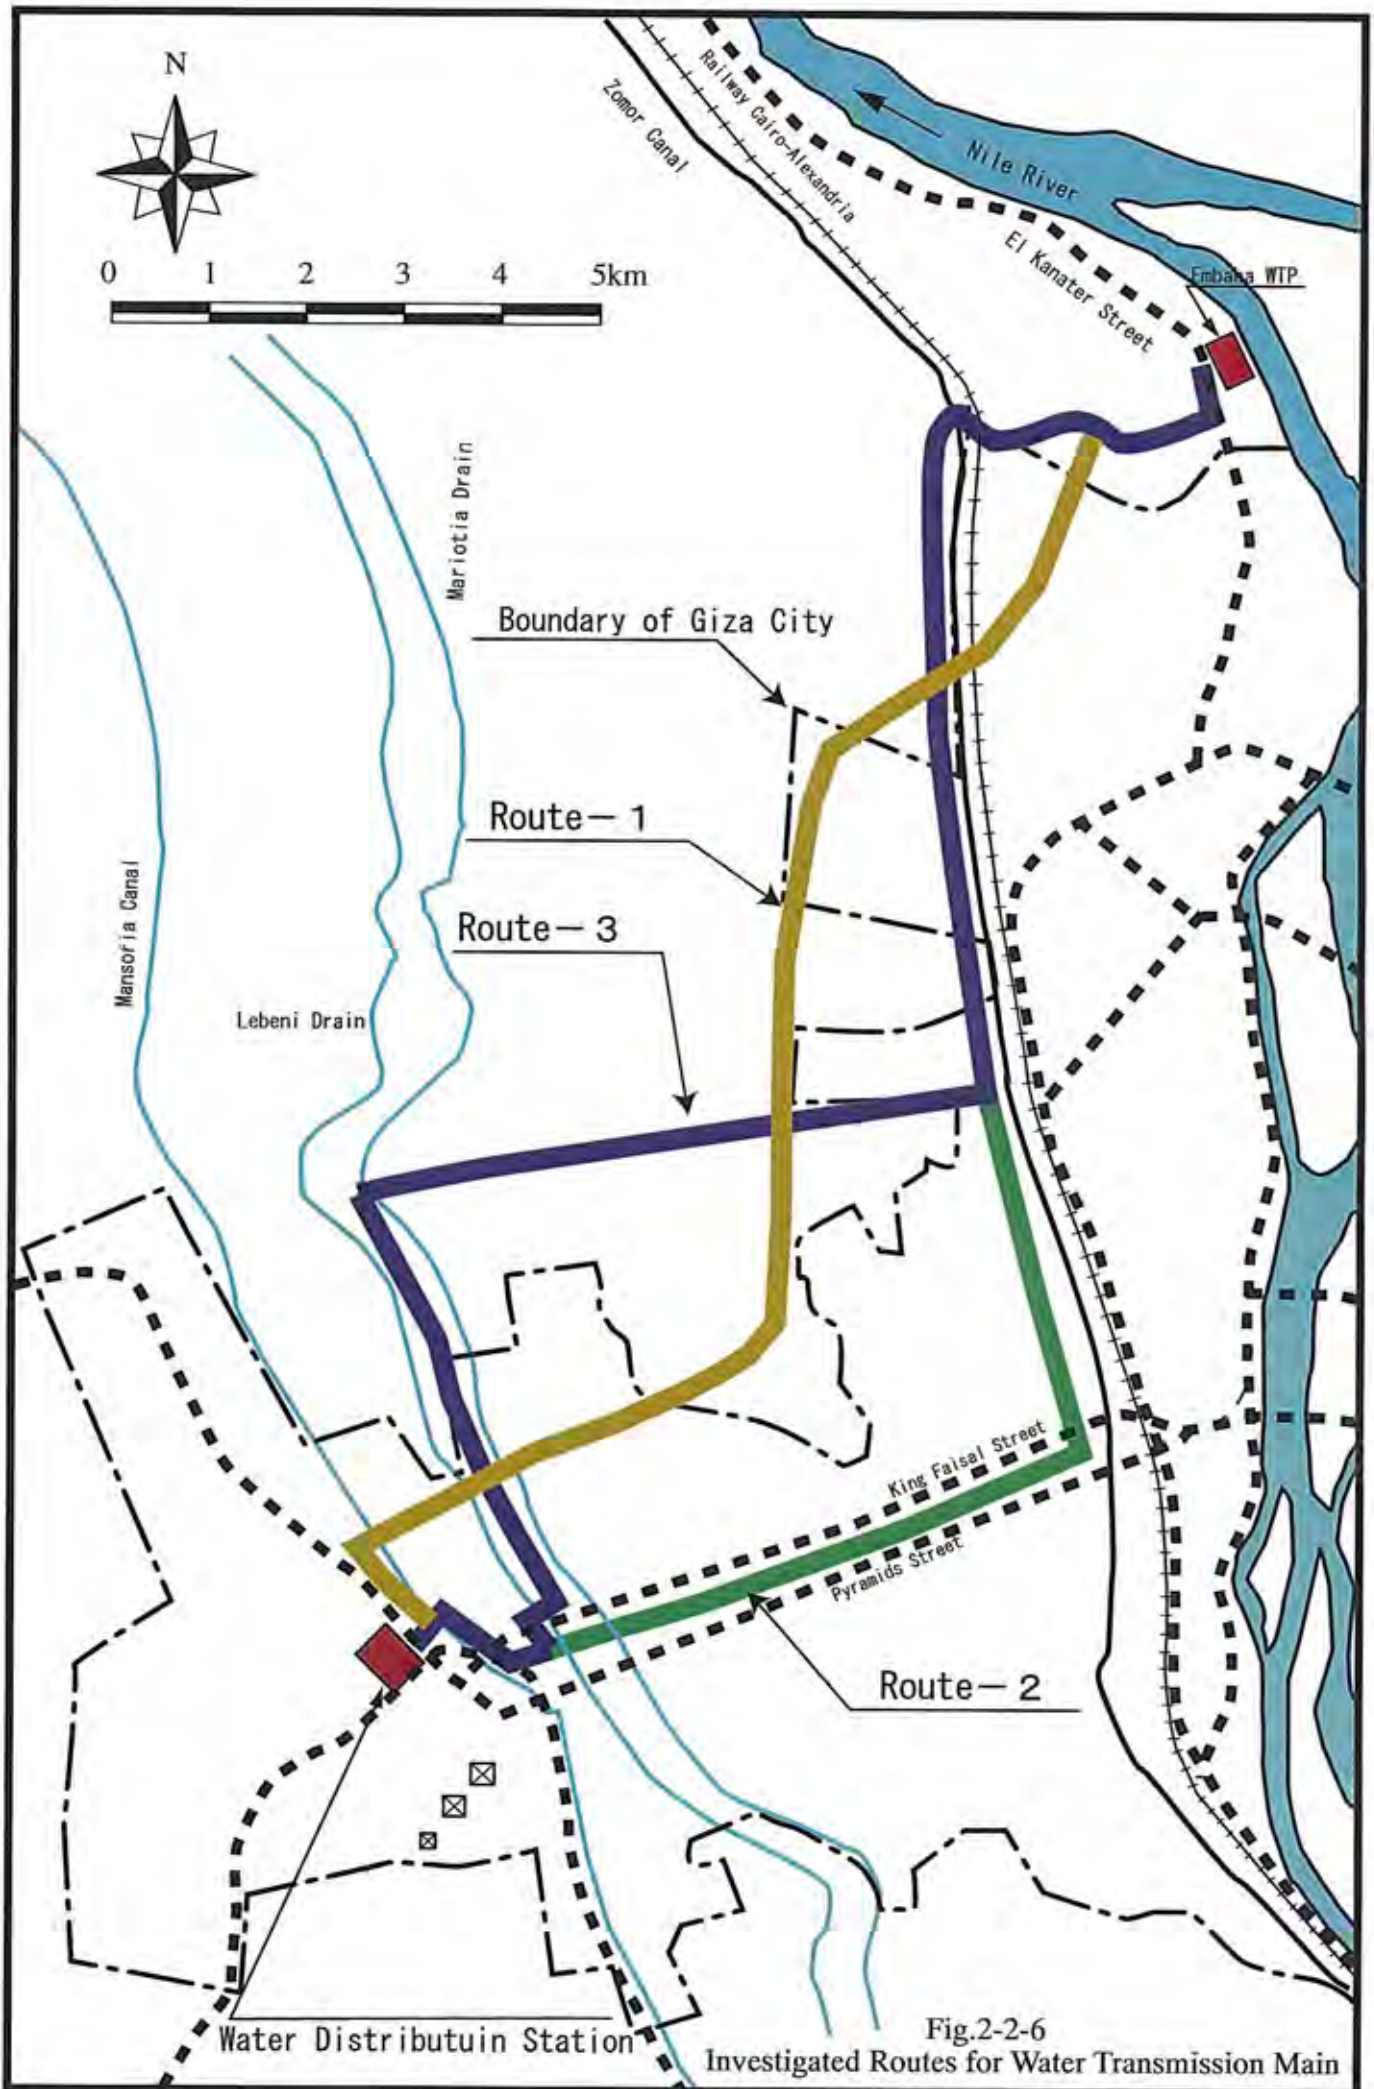 N
0 1 2 3 4 5km
Zomor Canal
Railway Cairo-Alexandria
Nile River
El Kanater Street
Embaba WTP
Mariotia Drain
Boundary of Giza City
Route-1
Route-3
Mansoria Canal
Lebeni Drain
King Faisal Street
Pyramids Street
Route-2
Water Distributuin Station
Fig.2-2-6
Investigated Routes for Water Transmission Main